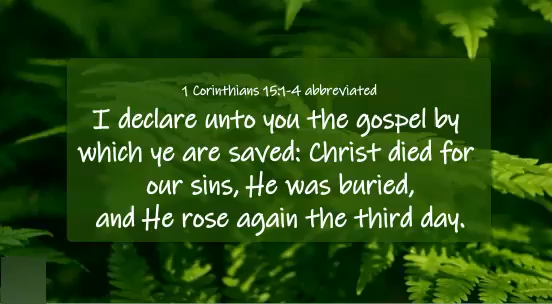 1 Corinthians 15:1-4 abbreviated
I declare unto you the gospel by
which ye are saved: Christ died for
our sins, He was buried,
and He rose again the third day.